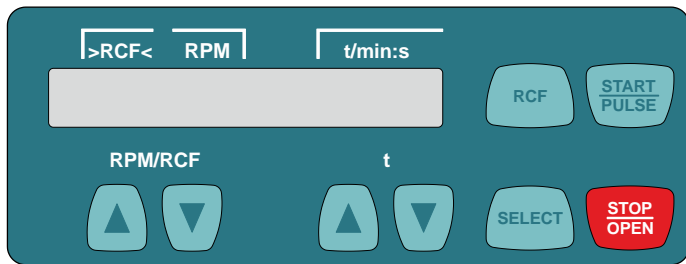 >RCF< RPM t/min:s
RCF
START
PULSE
RPM/RCF t
SELECT
STOP
OPEN